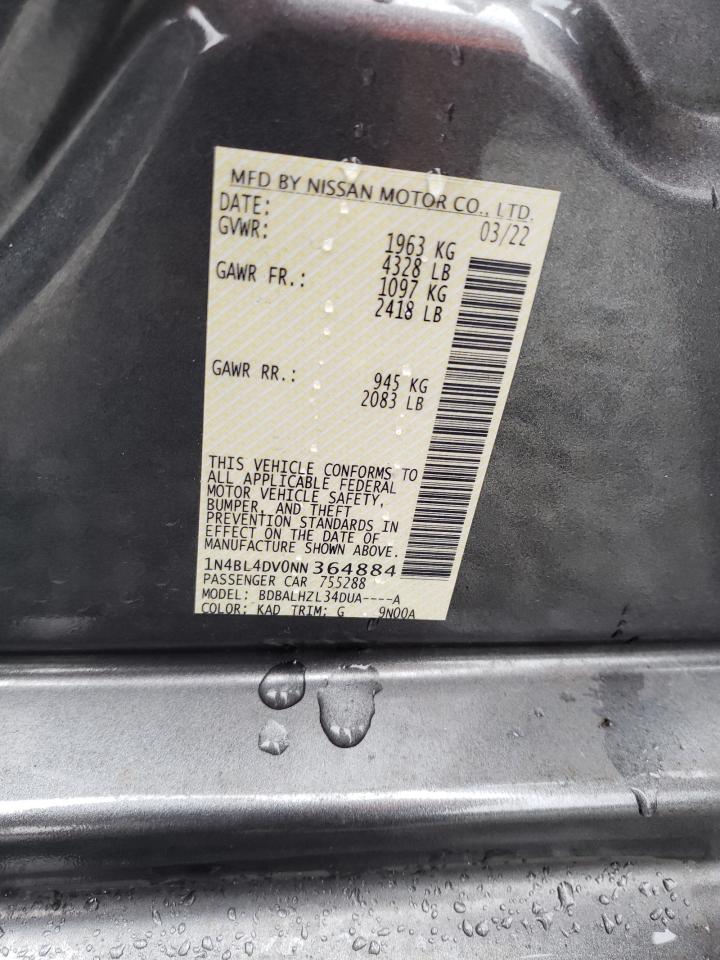 MFD BY NISSAN MOTOR CO., LTD.
DATE: 03/22
GVWR: 1963 KG
4328 LB
GAWR FR.: 1097 KG
2418 LB
GAWR RR.: 945 KG
2083 LB
THIS VEHICLE CONFORMS TO
ALL APPLICABLE FEDERAL
MOTOR VEHICLE SAFETY,
BUMPER, AND THEFT
PREVENTION STANDARDS IN
EFFECT ON THE DATE OF
MANUFACTURE SHOWN ABOVE.
1N4BL4DV0NN364884
PASSENGER CAR 755288
MODEL: BDBALHZL34DUA----A
COLOR: KAD TRIM: G 9N00A